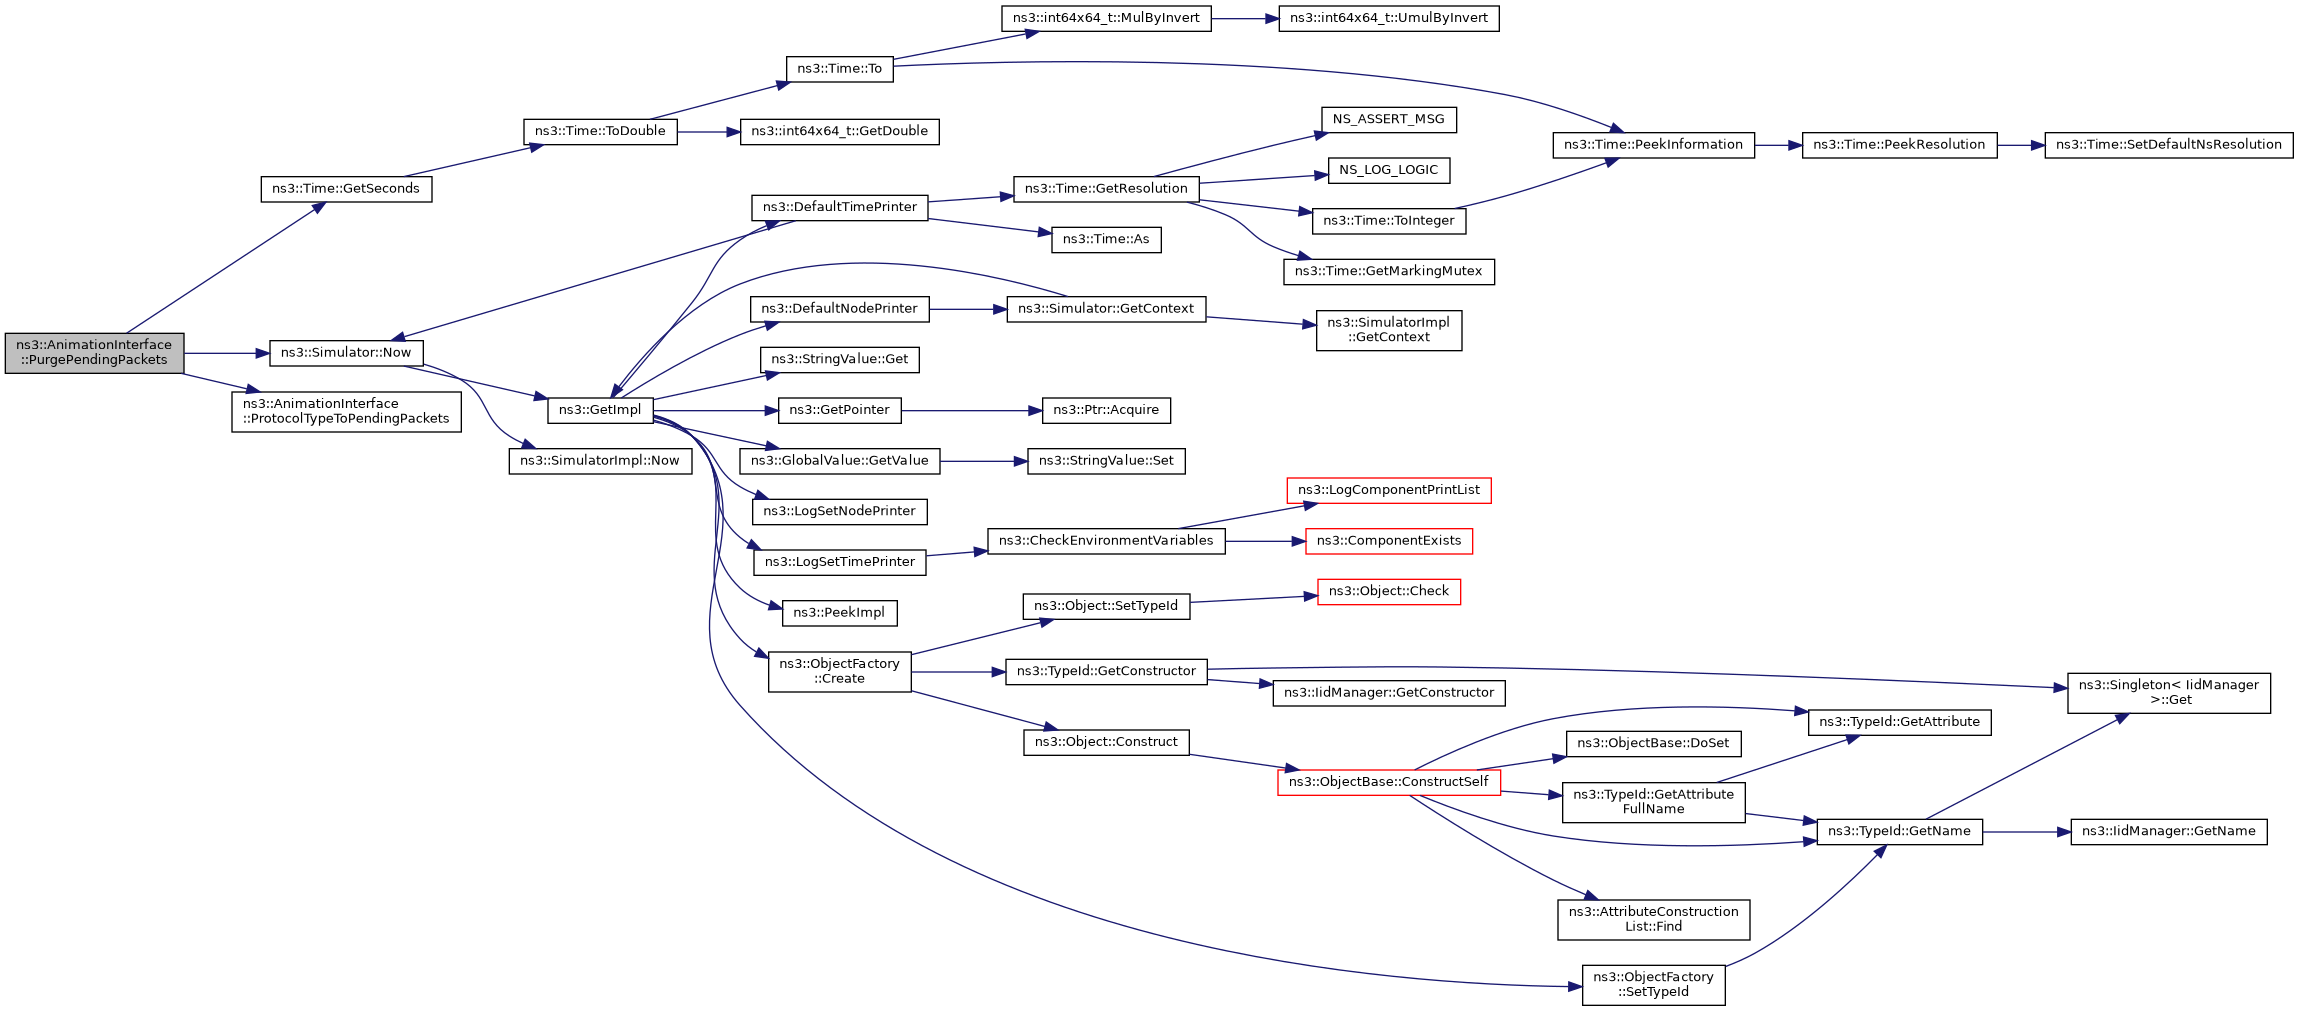 ns3::AnimationInterface
::PurgePendingPackets
ns3::Time::GetSeconds
ns3::Simulator::Now
ns3::AnimationInterface
::ProtocolTypeToPendingPackets
ns3::Time::ToDouble
ns3::GetImpl
ns3::SimulatorImpl::Now
ns3::Time::To
ns3::int64x64_t::GetDouble
ns3::DefaultTimePrinter
ns3::DefaultNodePrinter
ns3::StringValue::Get
ns3::GetPointer
ns3::GlobalValue::GetValue
ns3::LogSetNodePrinter
ns3::LogSetTimePrinter
ns3::PeekImpl
ns3::ObjectFactory
::Create
ns3::int64x64_t::MulByInvert
ns3::Time::GetResolution
ns3::Time::As
ns3::Simulator::GetContext
ns3::Ptr::Acquire
ns3::StringValue::Set
ns3::CheckEnvironmentVariables
ns3::Object::SetTypeId
ns3::TypeId::GetConstructor
ns3::Object::Construct
ns3::int64x64_t::UmulByInvert
NS_ASSERT_MSG
NS_LOG_LOGIC
ns3::Time::ToInteger
ns3::Time::GetMarkingMutex
ns3::SimulatorImpl
::GetContext
ns3::LogComponentPrintList
ns3::ComponentExists
ns3::Object::Check
ns3::IidManager::GetConstructor
ns3::ObjectBase::ConstructSelf
ns3::Time::PeekInformation
ns3::ObjectBase::DoSet
ns3::TypeId::GetAttribute
FullName
ns3::AttributeConstruction
List::Find
ns3::ObjectFactory
::SetTypeId
ns3::Time::PeekResolution
ns3::TypeId::GetAttribute
ns3::TypeId::GetName
ns3::Time::SetDefaultNsResolution
ns3::Singleton< IidManager
>::Get
ns3::IidManager::GetName